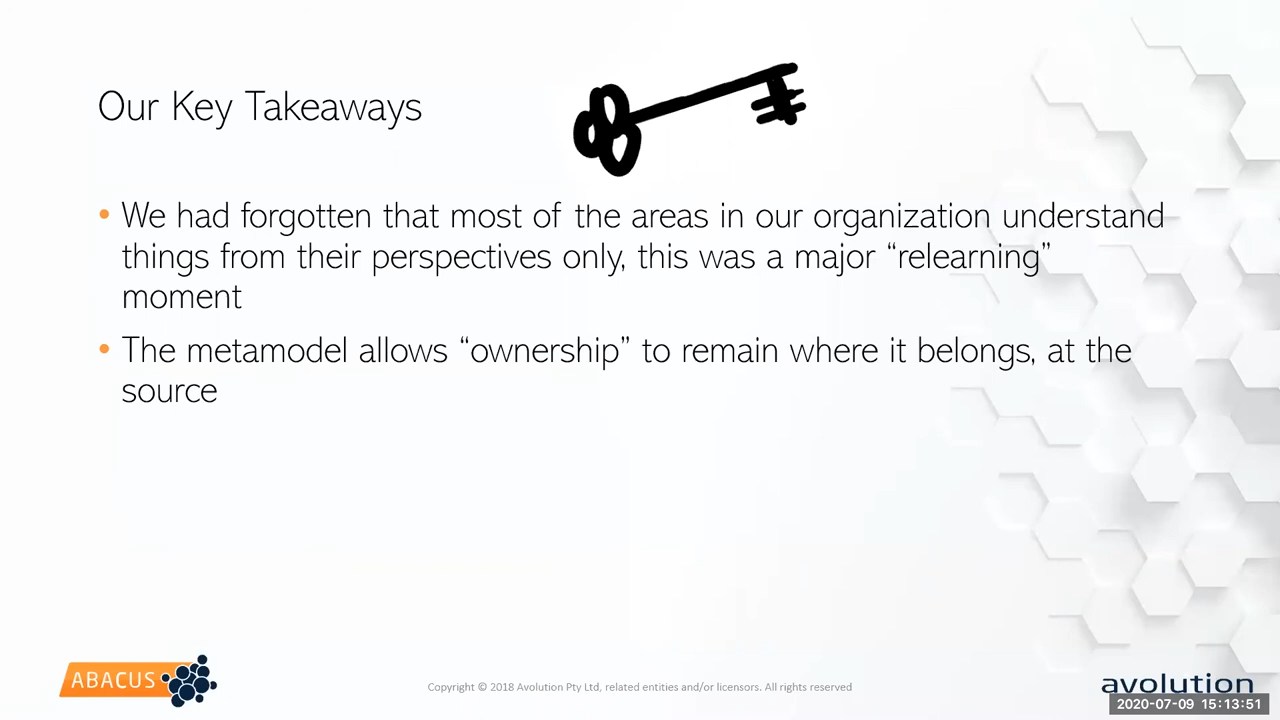 Our Key Takeaways
• We had forgotten that most of the areas in our organization understand
things from their perspectives only, this was a major “relearning”
moment
• The metamodel allows “ownership” to remain where it belongs, at the
source
ABACUS
Copyright © 2018 Avolution Pty Ltd, related entities and/or licensors. All rights reserved
avolution
2020-07-09 15:13:51